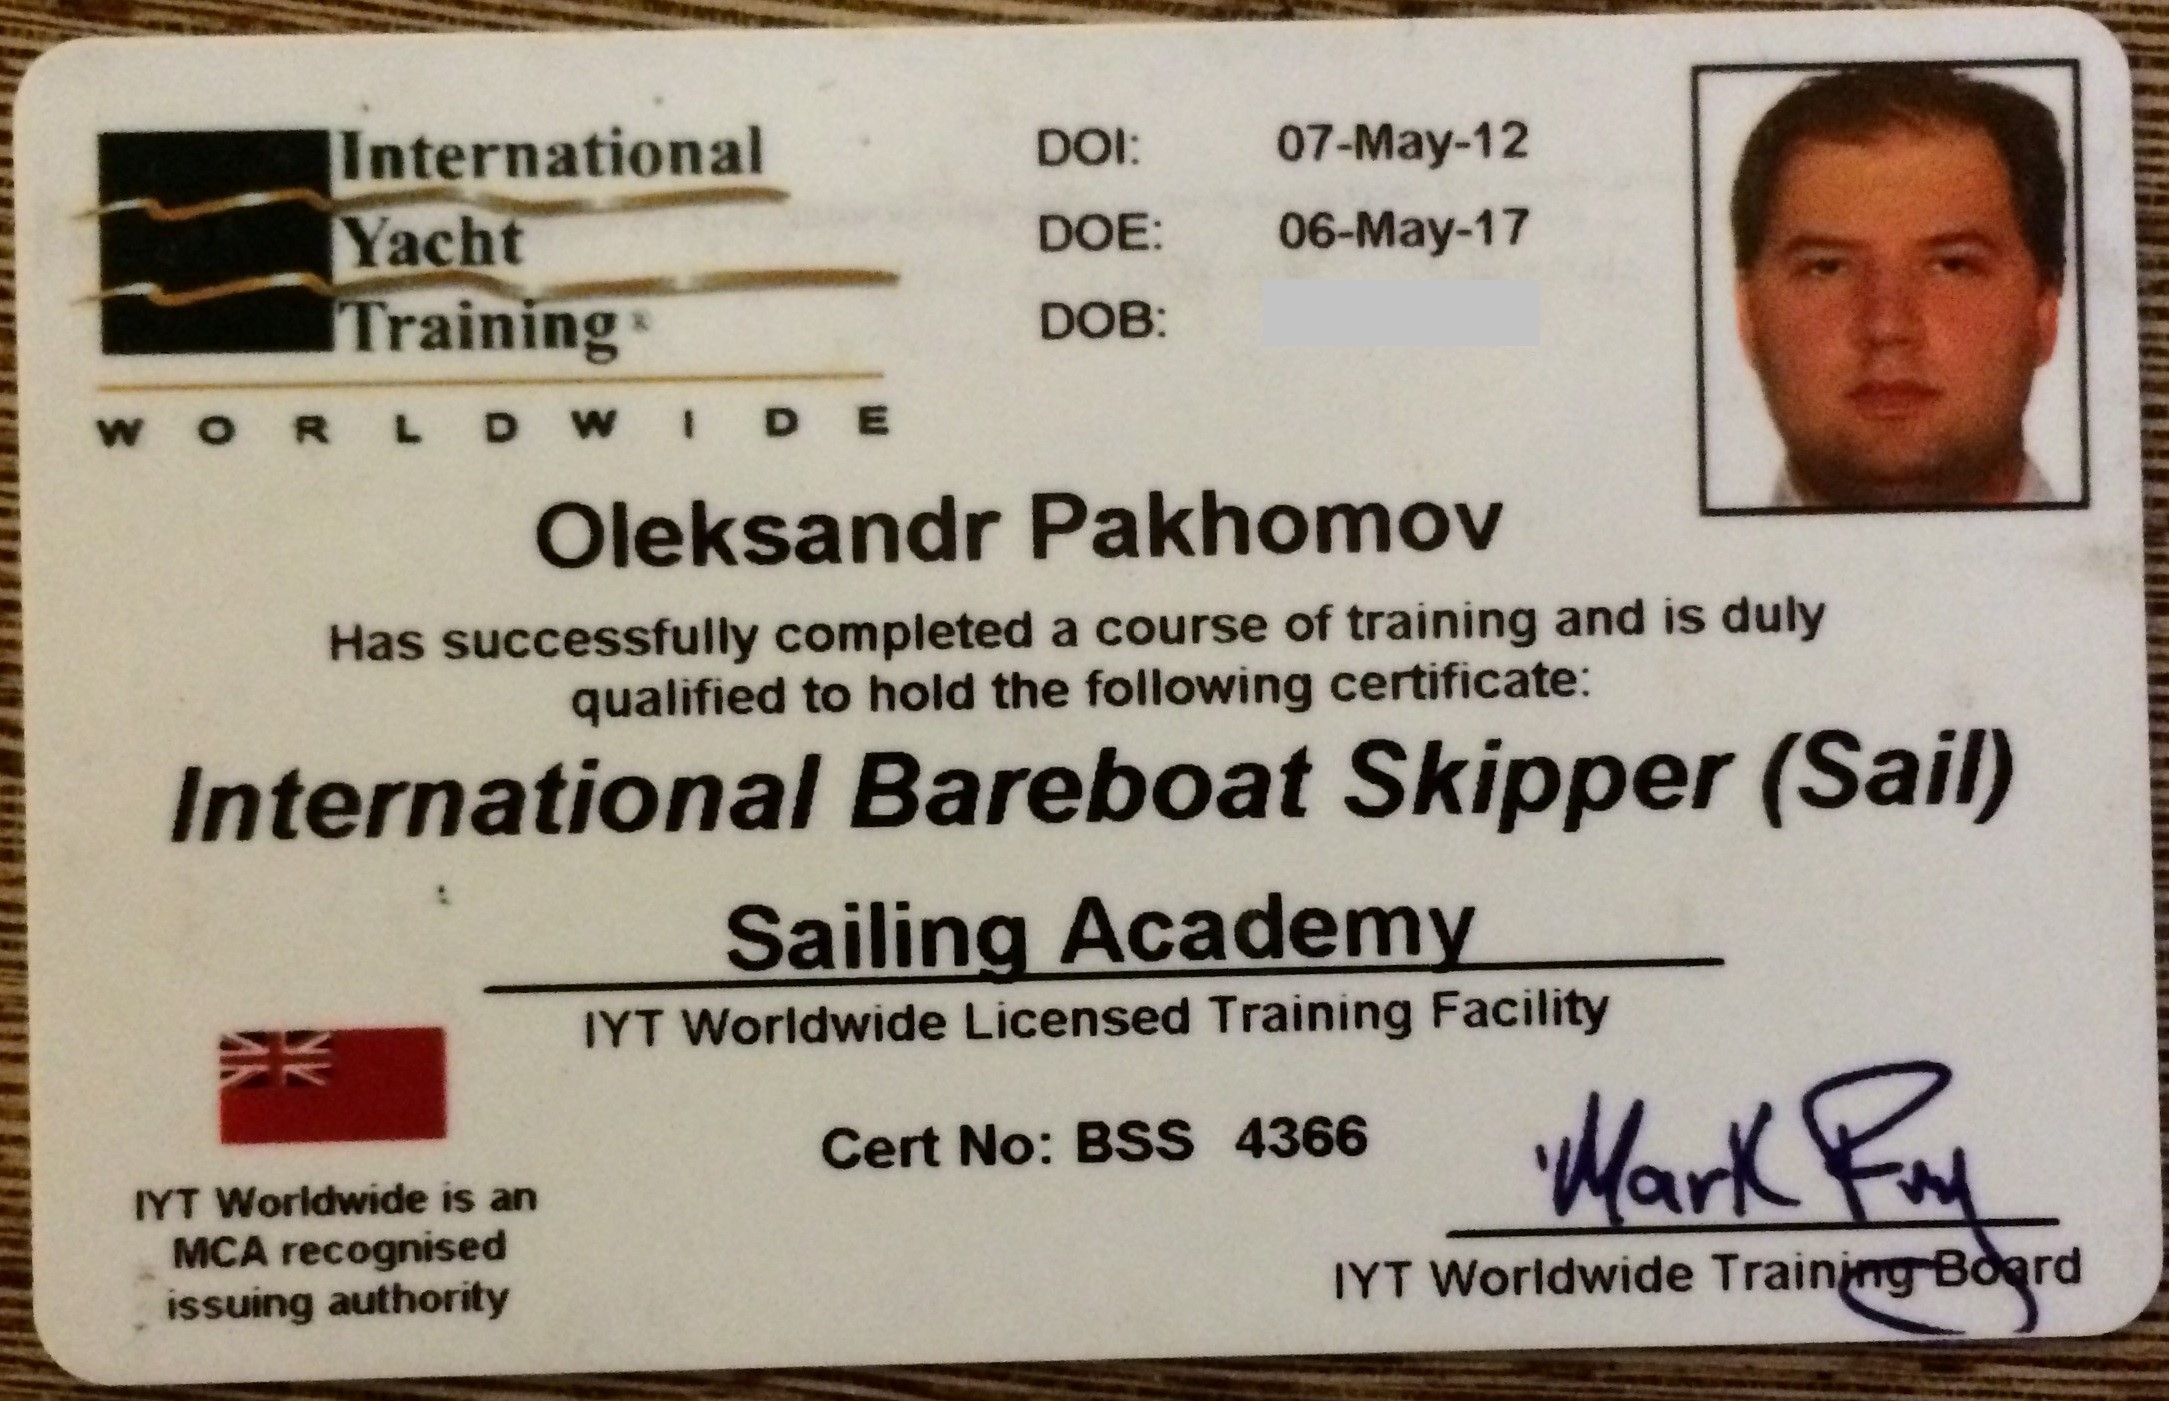 International
Yacht
Training®
WORLDWIDE
DOI: 07-May-12
DOE: 06-May-17
DOB:
Oleksandr Pakhomov
Has successfully completed a course of training and is duly
qualified to hold the following certificate:
International Bareboat Skipper (Sail)
Sailing Academy
IYT Worldwide Licensed Training Facility
Cert No: BSS 4366
IYT Worldwide is an
MCA recognised
issuing authority
Mark Fry
IYT Worldwide Training Board